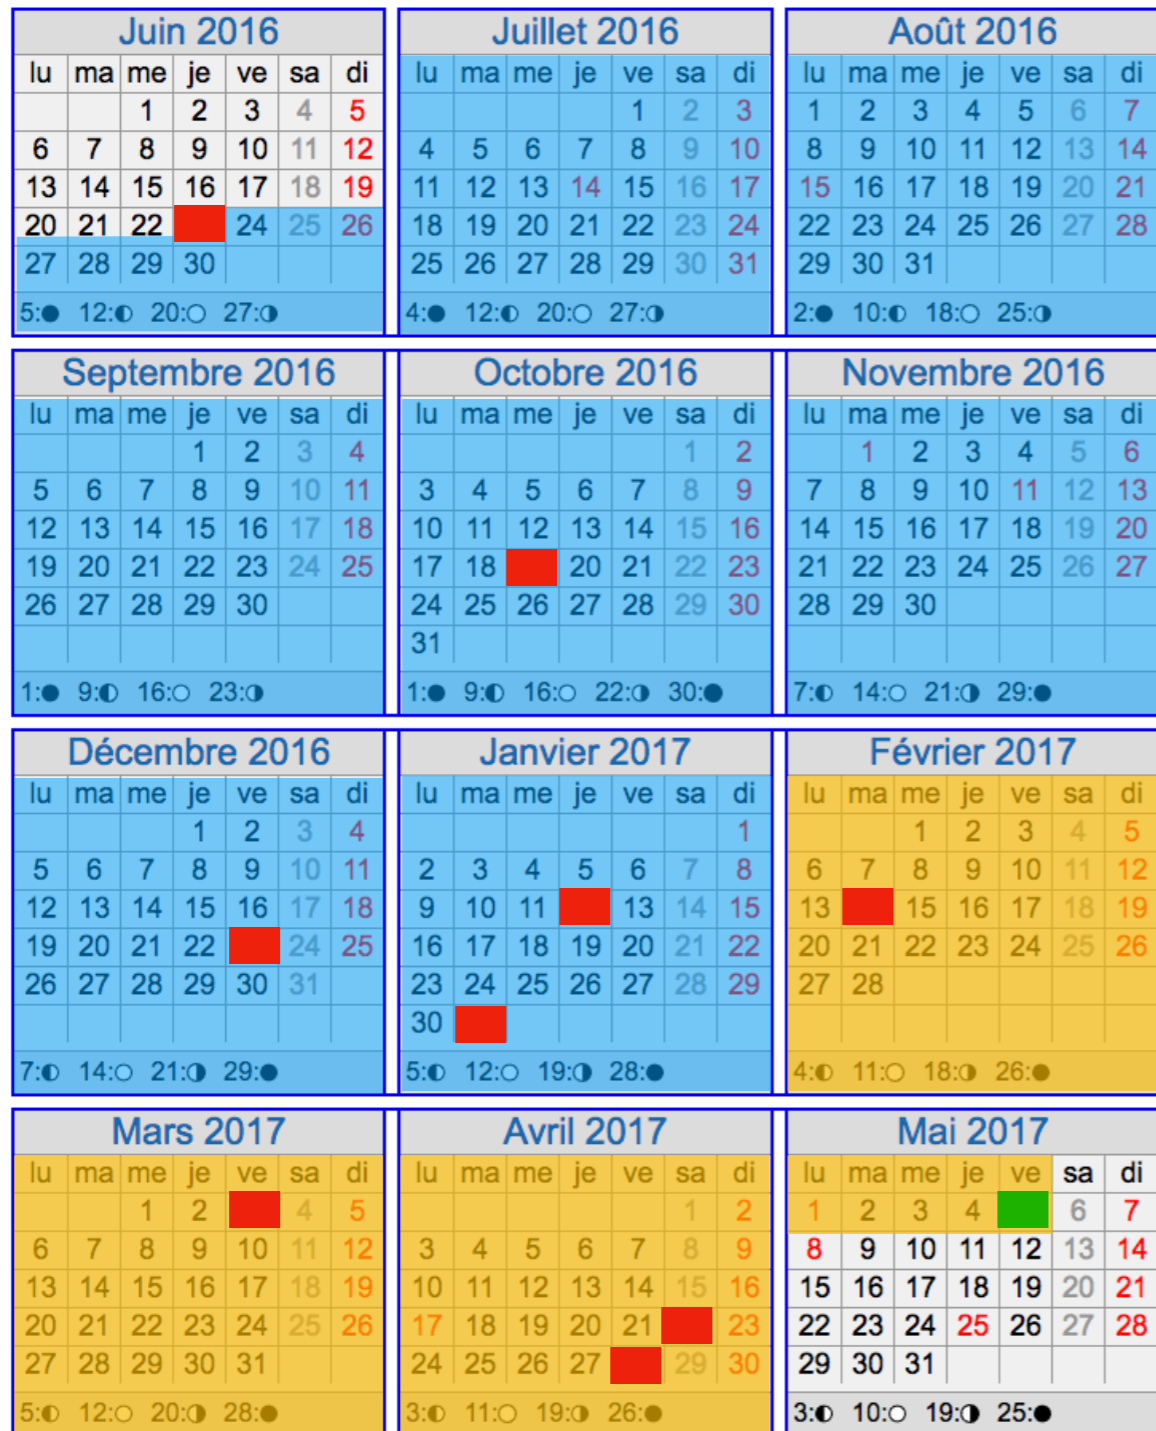 Juin 2016
lu ma me je ve sa di
1 2 3 4 5
6 7 8 9 10 11 12
13 14 15 16 17 18 19
20 21 22 24 25 26
27 28 29 30
5:● 12:◐ 20:○ 27:◑
Juillet 2016
lu ma me je ve sa di
1 2 3
4 5 6 7 8 9 10
11 12 13 14 15 16 17
18 19 20 21 22 23 24
25 26 27 28 29 30 31
4:● 12:◐ 20:○ 27:◑
Août 2016
lu ma me je ve sa di
1 2 3 4 5 6 7
8 9 10 11 12 13 14
15 16 17 18 19 20 21
22 23 24 25 26 27 28
29 30 31
2:● 10:◐ 18:○ 25:◑
Septembre 2016
lu ma me je ve sa di
1 2 3 4
5 6 7 8 9 10 11
12 13 14 15 16 17 18
19 20 21 22 23 24 25
26 27 28 29 30
1:● 9:◐ 16:○ 23:◑
Octobre 2016
lu ma me je ve sa di
1 2
3 4 5 6 7 8 9
10 11 12 13 14 15 16
17 18 20 21 22 23
24 25 26 27 28 29 30
31
1:● 9:◐ 16:○ 22:◑ 30:●
Novembre 2016
lu ma me je ve sa di
1 2 3 4 5 6
7 8 9 10 11 12 13
14 15 16 17 18 19 20
21 22 23 24 25 26 27
28 29 30
7:◐ 14:○ 21:◑ 29:●
Décembre 2016
lu ma me je ve sa di
1 2 3 4
5 6 7 8 9 10 11
12 13 14 15 16 17 18
19 20 21 22 24 25
26 27 28 29 30 31
7:◐ 14:○ 21:◑ 29:●
Janvier 2017
lu ma me je ve sa di
1
2 3 4 5 6 7 8
9 10 11 13 14 15
16 17 18 19 20 21 22
23 24 25 26 27 28 29
30
5:◐ 12:○ 19:◑ 28:●
Février 2017
lu ma me je ve sa di
1 2 3 4 5
6 7 8 9 10 11 12
13 15 16 17 18 19
20 21 22 23 24 25 26
27 28
4:◐ 11:○ 18:◑ 26:●
Mars 2017
lu ma me je ve sa di
1 2 4 5
6 7 8 9 10 11 12
13 14 15 16 17 18 19
20 21 22 23 24 25 26
27 28 29 30 31
5:◐ 12:○ 20:◑ 28:●
Avril 2017
lu ma me je ve sa di
1 2
3 4 5 6 7 8 9
10 11 12 13 14 15 16
17 18 19 20 21 23
24 25 26 27 29 30
3:◐ 11:○ 19:◑ 26:●
Mai 2017
lu ma me je ve sa di
1 2 3 4 6 7
8 9 10 11 12 13 14
15 16 17 18 19 20 21
22 23 24 25 26 27 28
29 30 31
3:◐ 10:○ 19:◑ 25:●